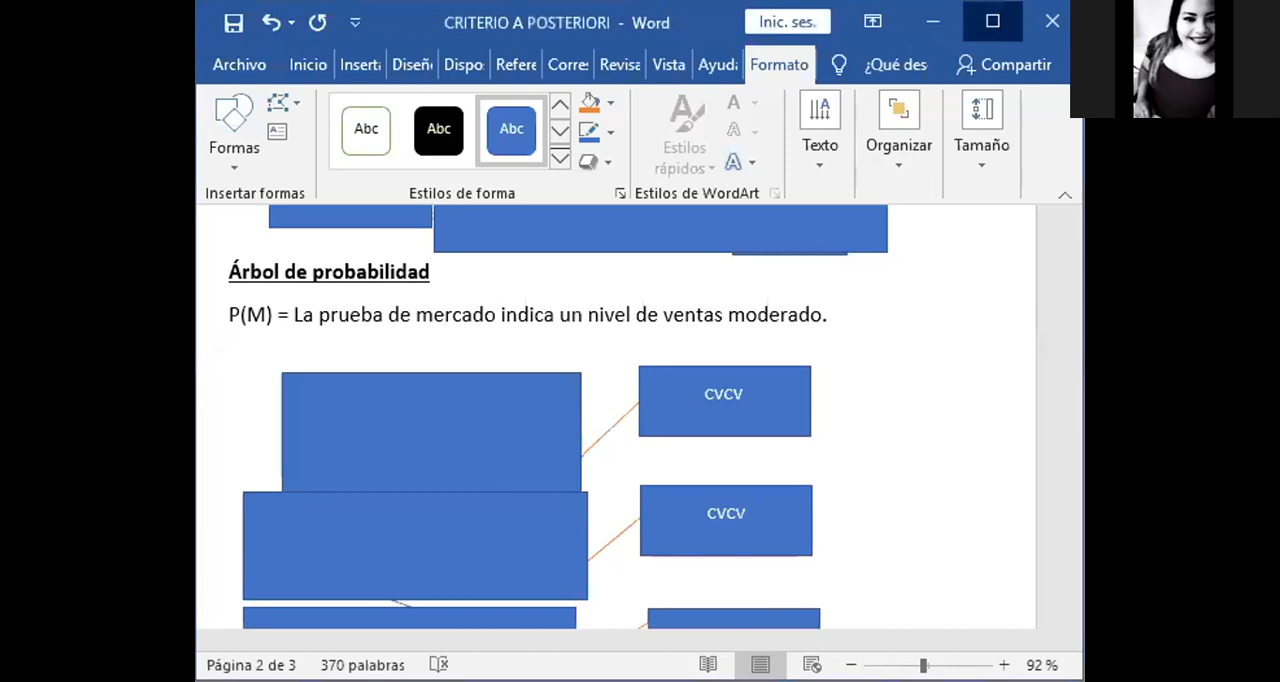 CRITERIO A POSTERIORI - Word
Inic. ses.
Archivo Inicio Inserta Diseñ Dispo Refere Corre Revisa Vista Ayuda Formato ¿Qué des Compartir
Abc Abc Abc
Formas
Estilos rápidos
Texto
Organizar
Tamaño
Insertar formas
Estilos de forma
Estilos de WordArt
Árbol de probabilidad
P(M) = La prueba de mercado indica un nivel de ventas moderado.
CVCV
CVCV
Página 2 de 3 370 palabras 92 %